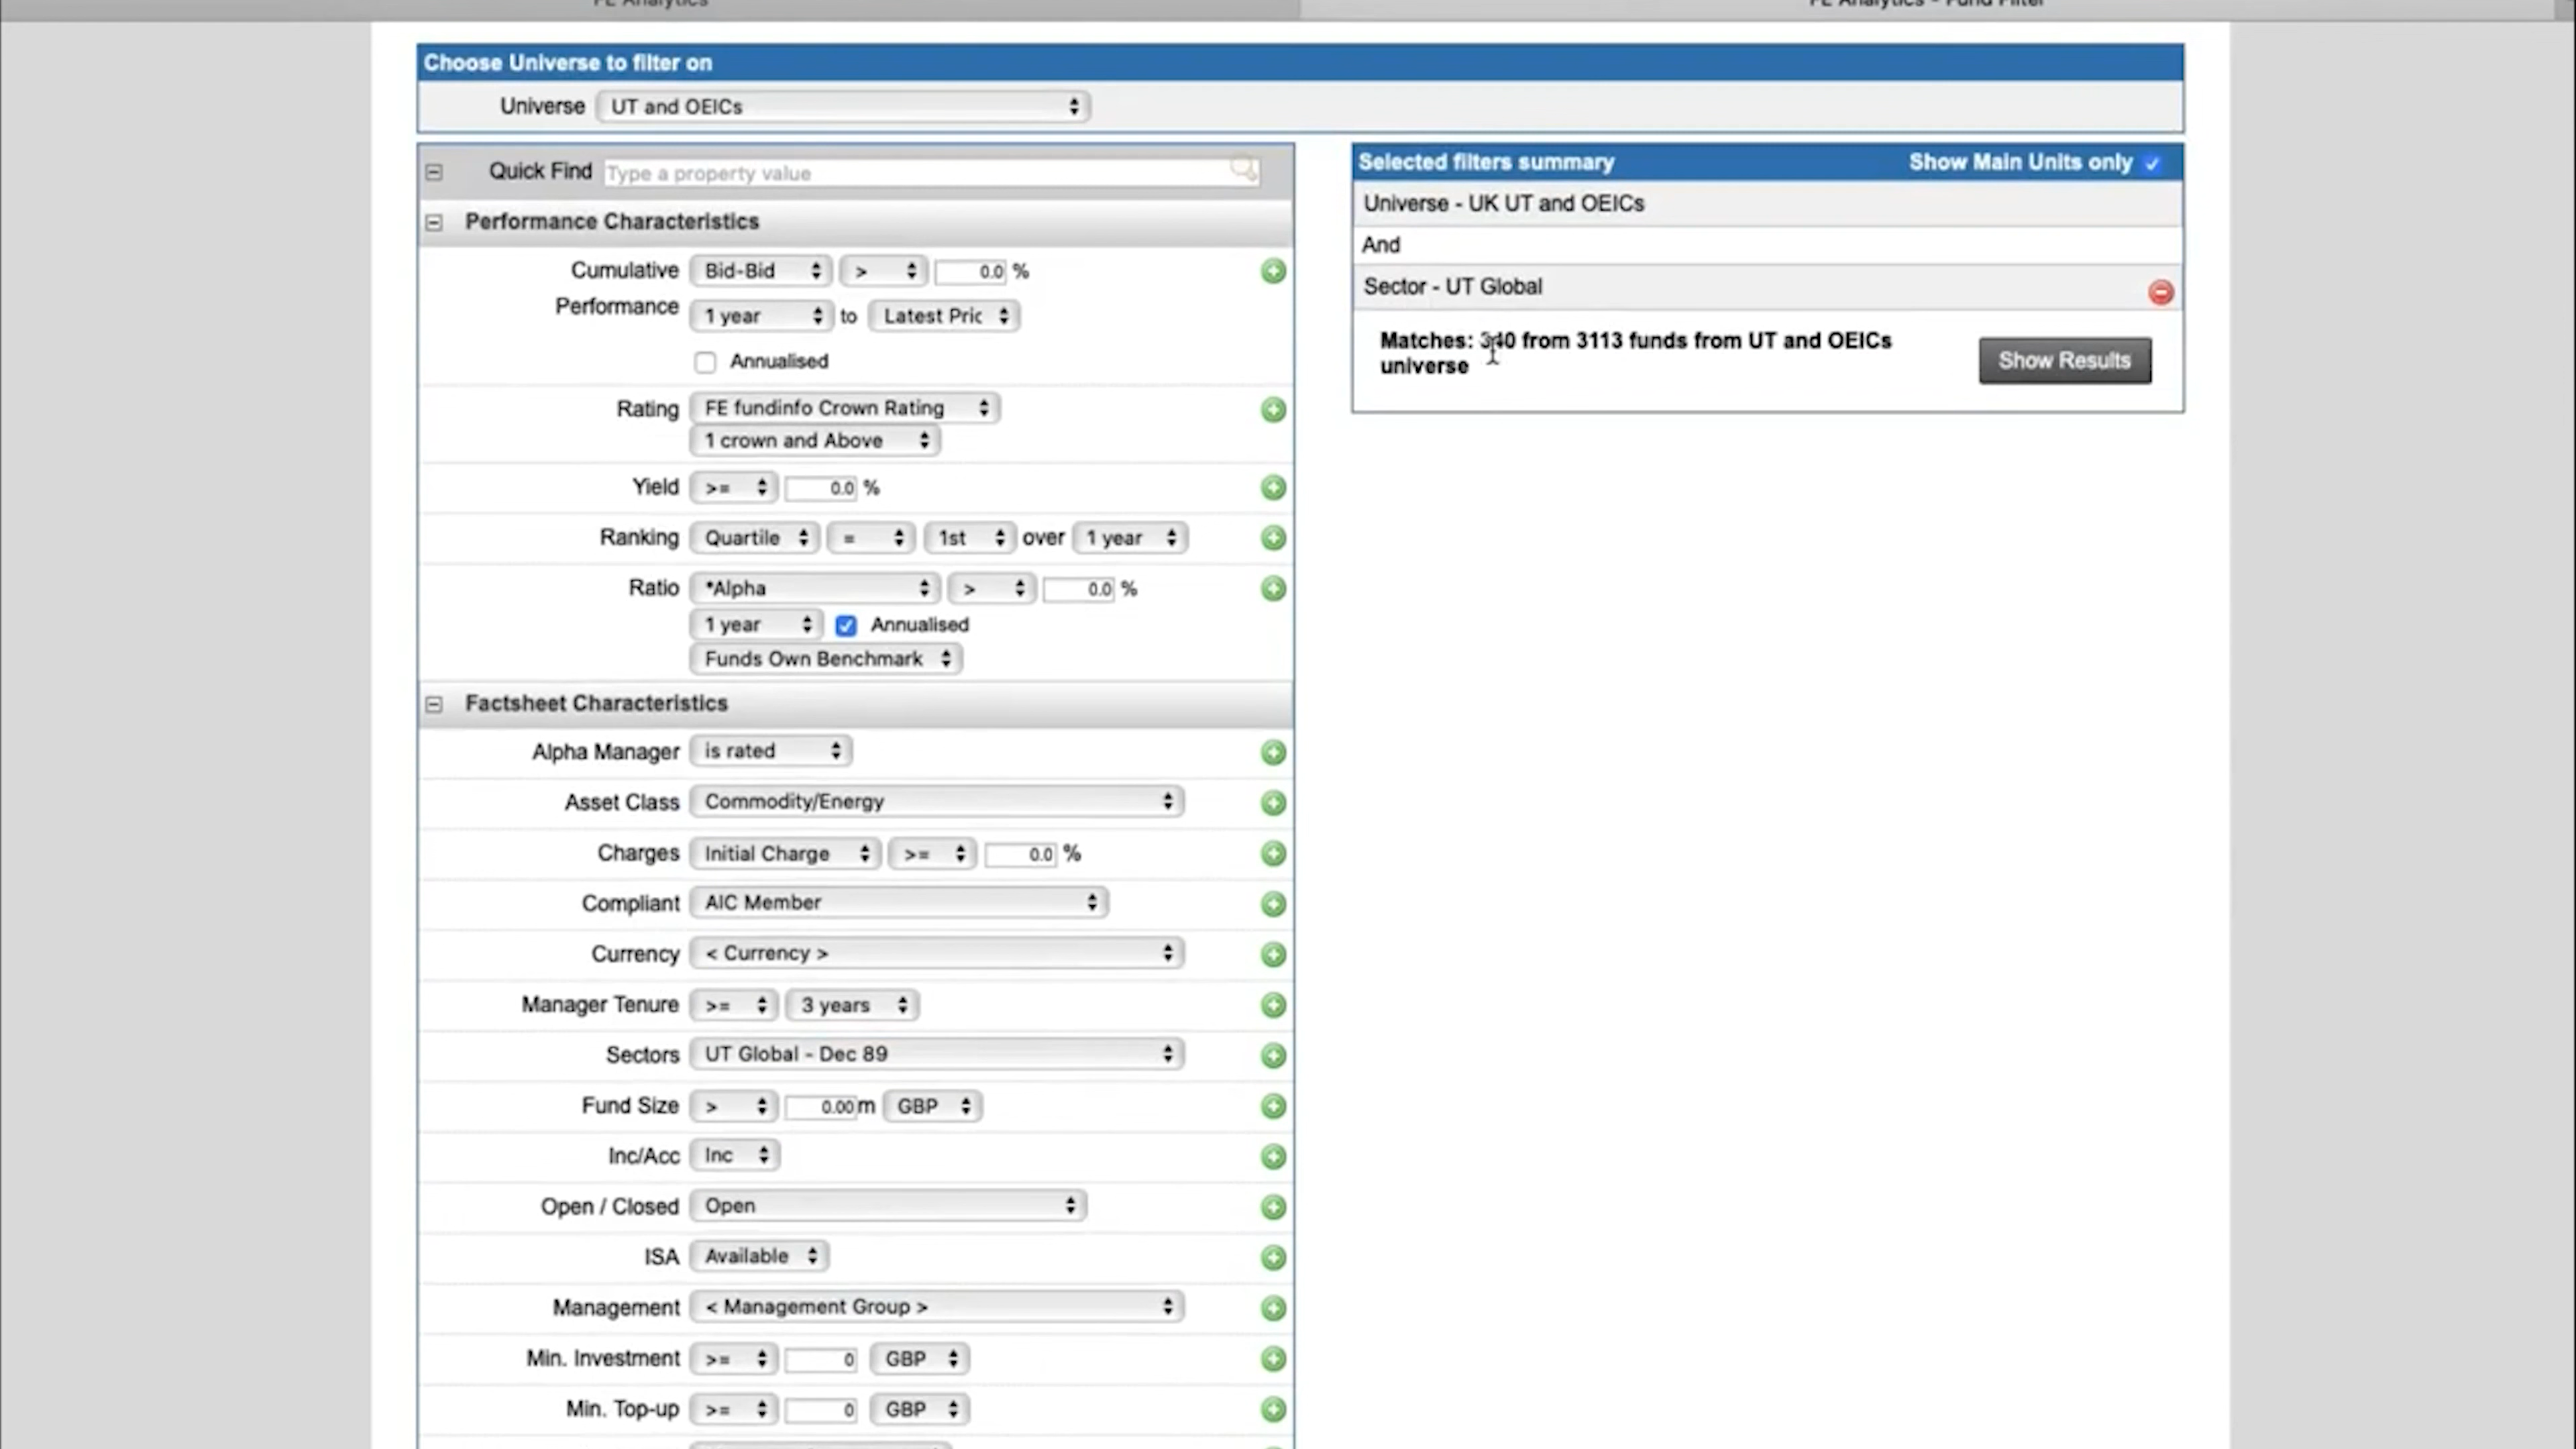 FE Analytics
FE Analytics - Fund Filter
Choose Universe to filter on
Universe UT and OEICs
Quick Find Type a property value
Performance Characteristics
Cumulative Performance Bid-Bid > 0.0 %
1 year to Latest Pric
Annualised
Rating FE fundinfo Crown Rating
1 crown and Above
Yield >= 0.0 %
Ranking Quartile = 1st over 1 year
Ratio *Alpha > 0.0 %
1 year Annualised
Funds Own Benchmark
Factsheet Characteristics
Alpha Manager is rated
Asset Class Commodity/Energy
Charges Initial Charge >= 0.0 %
Compliant AIC Member
Currency < Currency >
Manager Tenure >= 3 years
Sectors UT Global - Dec 89
Fund Size > 0.00 m GBP
Inc/Acc Inc
Open / Closed Open
ISA Available
Management < Management Group >
Min. Investment >= 0 GBP
Min. Top-up >= 0 GBP
Selected filters summary Show Main Units only
Universe - UK UT and OEICs
And
Sector - UT Global
Matches: 340 from 3113 funds from UT and OEICs
universe
Show Results